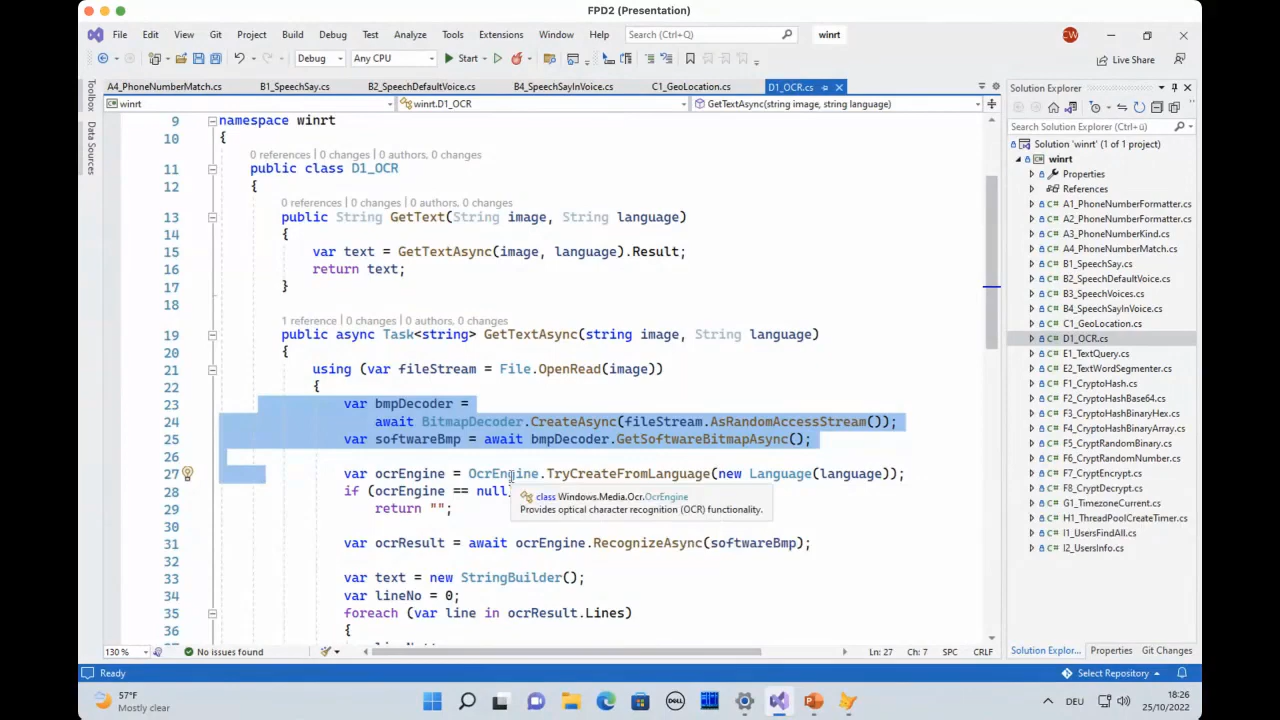 FPD2 (Presentation)
File Edit View Git Project Build Debug Test Analyze Tools Extensions Window Help Search (Ctrl+Q) winrt CW
Debug Any CPU Start Live Share
A4_PhoneNumberMatch.cs B1_SpeechSay.cs B2_SpeechDefaultVoice.cs B4_SpeechSayInVoice.cs C1_GeoLocation.cs D1_OCR.cs
winrt winrt.D1_OCR GetTextAsync(string image, string language)
Toolbox
Data Sources
9 namespace winrt
10 {
0 references | 0 changes | 0 authors, 0 changes
11 public class D1_OCR
12 {
0 references | 0 changes | 0 authors, 0 changes
13 public String GetText(String image, String language)
14 {
15 var text = GetTextAsync(image, language).Result;
16 return text;
17 }
18
1 reference | 0 changes | 0 authors, 0 changes
19 public async Task<string> GetTextAsync(string image, String language)
20 {
21 using (var fileStream = File.OpenRead(image))
22 {
23 var bmpDecoder =
24 await BitmapDecoder.CreateAsync(fileStream.AsRandomAccessStream());
25 var softwareBmp = await bmpDecoder.GetSoftwareBitmapAsync();
26
27 var ocrEngine = OcrEngine.TryCreateFromLanguage(new Language(language));
28 if (ocrEngine == null)
class Windows.Media.Ocr.OcrEngine
Provides optical character recognition (OCR) functionality.
29 return "";
30
31 var ocrResult = await ocrEngine.RecognizeAsync(softwareBmp);
32
33 var text = new StringBuilder();
34 var lineNo = 0;
35 foreach (var line in ocrResult.Lines)
36 {
130 % No issues found Ln: 27 Ch: 7 SPC CRLF
Solution Explorer
Search Solution Explorer (Ctrl+ü)
Solution 'winrt' (1 of 1 project)
winrt
Properties
References
A1_PhoneNumberFormatter.cs
A2_PhoneNumberFormatter.cs
A3_PhoneNumberKind.cs
A4_PhoneNumberMatch.cs
B1_SpeechSay.cs
B2_SpeechDefaultVoice.cs
B3_SpeechVoices.cs
B4_SpeechSayInVoice.cs
C1_GeoLocation.cs
D1_OCR.cs
E1_TextQuery.cs
E2_TextWordSegmenter.cs
F1_CryptoHash.cs
F2_CryptoHashBase64.cs
F3_CryptoHashBinaryHex.cs
F4_CryptoHashBinaryArray.cs
F5_CryptRandomBinary.cs
F6_CryptRandomNumber.cs
F7_CryptEncrypt.cs
F8_CryptDecrypt.cs
G1_TimezoneCurrent.cs
H1_ThreadPoolCreateTimer.cs
I1_UsersFindAll.cs
I2_UsersInfo.cs
Solution Explor... Properties Git Changes
Ready Select Repository
57°F
Mostly clear
DELL
DEU
18:26
25/10/2022